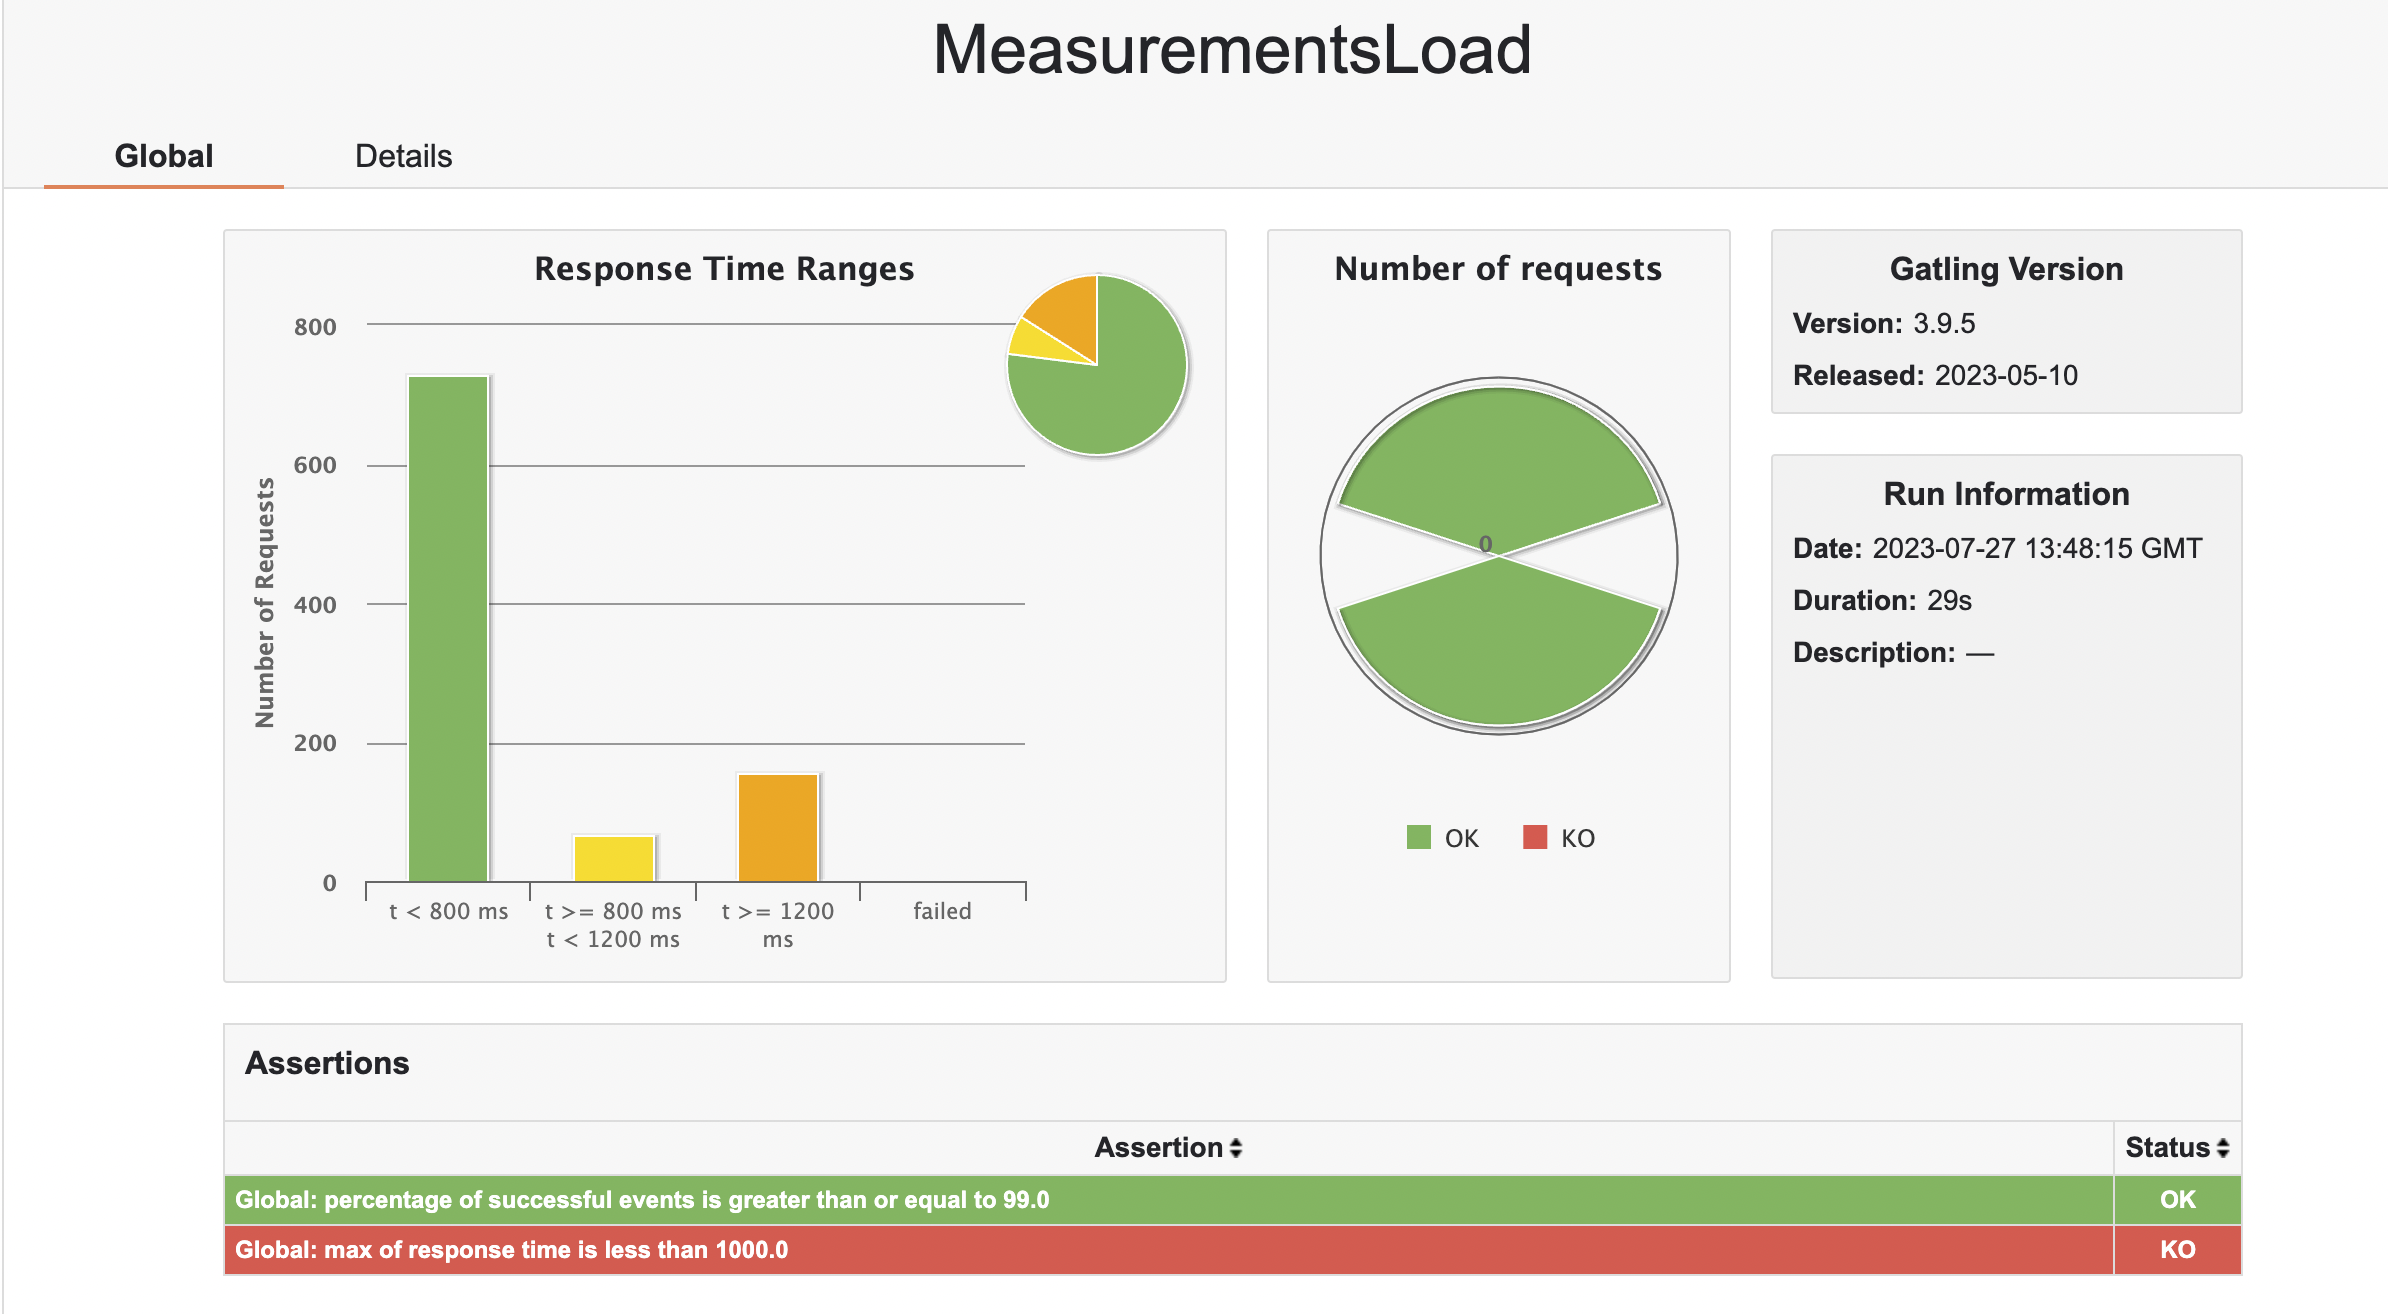 MeasurementsLoad
Global
Details
Response Time Ranges
800
600
400
200
0
Number of Requests
t < 800 ms
t >= 800 ms
t < 1200 ms
t >= 1200
ms
failed
Number of requests
0
OK
KO
Gatling Version
Version: 3.9.5
Released: 2023-05-10
Run Information
Date: 2023-07-27 13:48:15 GMT
Duration: 29s
Description: —
Assertions
Assertion
Status
Global: percentage of successful events is greater than or equal to 99.0
OK
Global: max of response time is less than 1000.0
KO